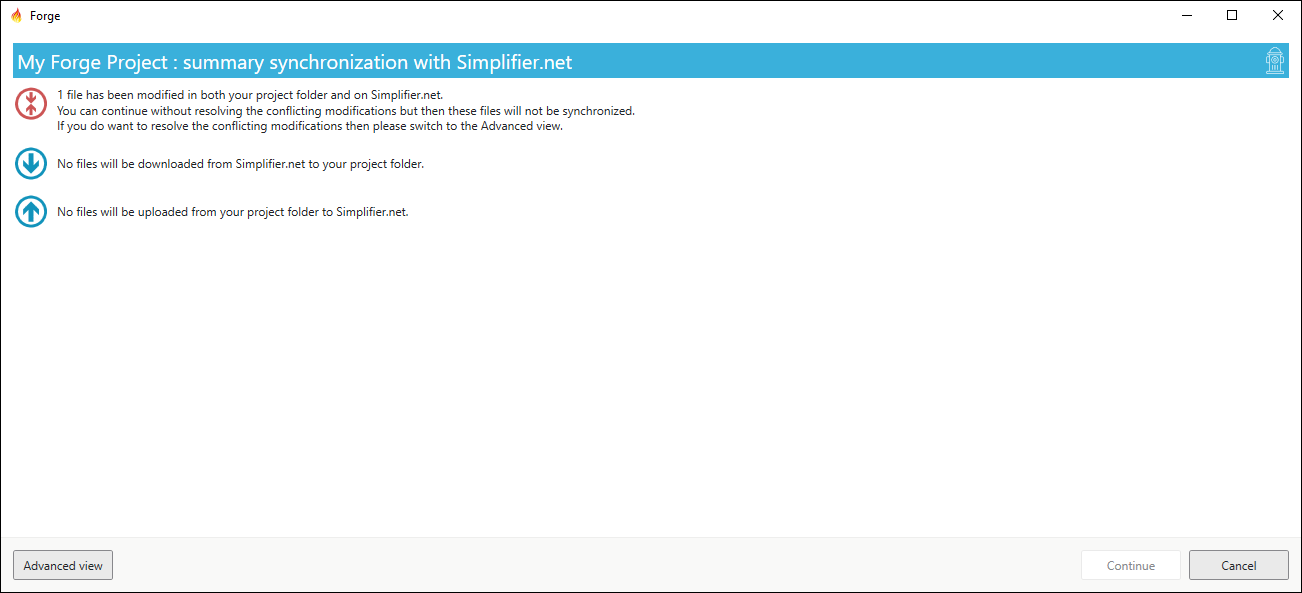 Forge
My Forge Project : summary synchronization with Simplifier.net
1 file has been modified in both your project folder and on Simplifier.net.
You can continue without resolving the conflicting modifications but then these files will not be synchronized.
If you do want to resolve the conflicting modifications then please switch to the Advanced view.
No files will be downloaded from Simplifier.net to your project folder.
No files will be uploaded from your project folder to Simplifier.net.
Advanced view
Continue
Cancel